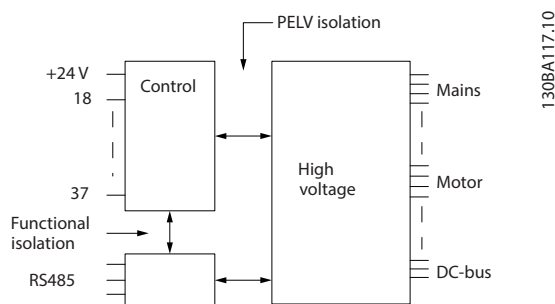 PELV isolation
130BA117.10
+24 V
Control
18
Mains
High
voltage
Motor
37
Functional
isolation
RS485
DC-bus